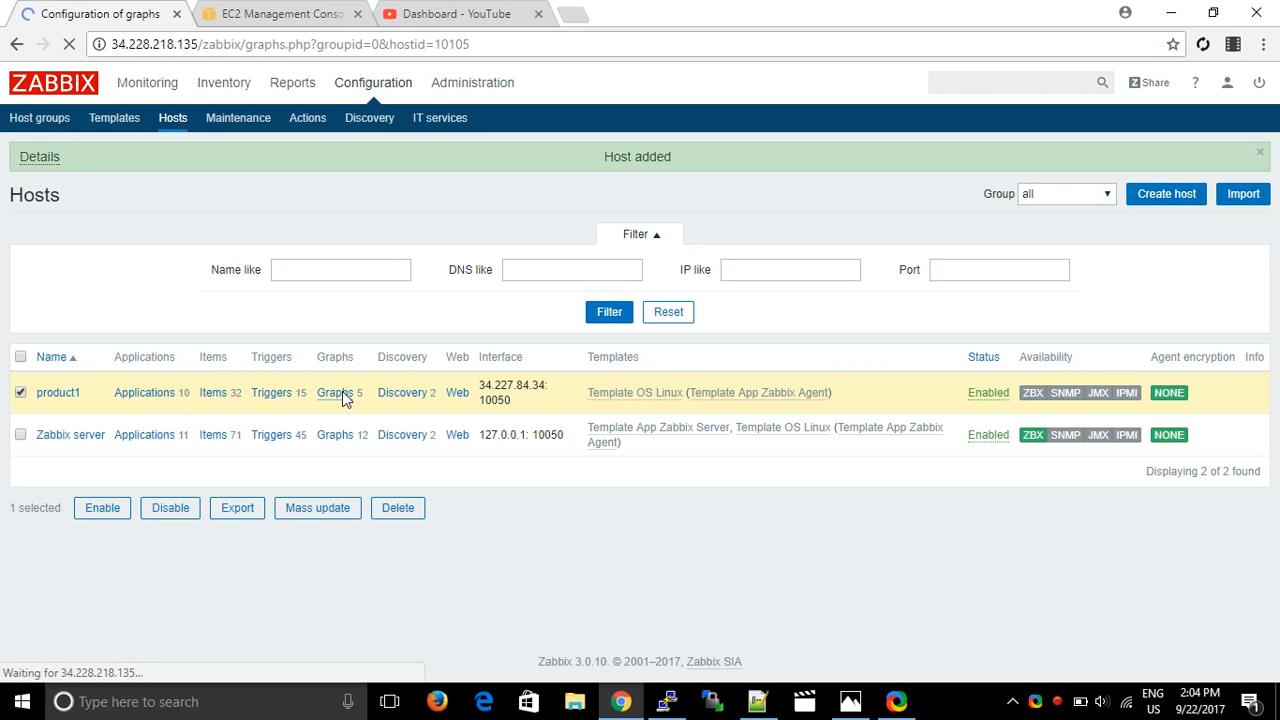 Configuration of graphs
EC2 Management Conso
Dashboard - YouTube
34.228.218.135/zabbix/graphs.php?groupid=0&hostid=10105
ZABBIX Monitoring Inventory Reports Configuration Administration Z Share ?
Host groups Templates Hosts Maintenance Actions Discovery IT services
Details Host added
Hosts Group all Create host Import
Filter
Name like DNS like IP like Port
Filter Reset
Name Applications Items Triggers Graphs Discovery Web Interface Templates Status Availability Agent encryption Info
product1 Applications 10 Items 32 Triggers 15 Graphs 5 Discovery 2 Web 34.227.84.34: Template OS Linux (Template App Zabbix Agent) Enabled ZBX SNMP JMX IPMI NONE
10050
Zabbix server Applications 11 Items 71 Triggers 45 Graphs 12 Discovery 2 Web 127.0.0.1: 10050 Template App Zabbix Server, Template OS Linux (Template App Zabbix Enabled ZBX SNMP JMX IPMI NONE
Agent)
Displaying 2 of 2 found
1 selected Enable Disable Export Mass update Delete
Zabbix 3.0.10. © 2001–2017, Zabbix SIA
Waiting for 34.228.218.135...
Type here to search
ENG 2:04 PM
US 9/22/2017 1